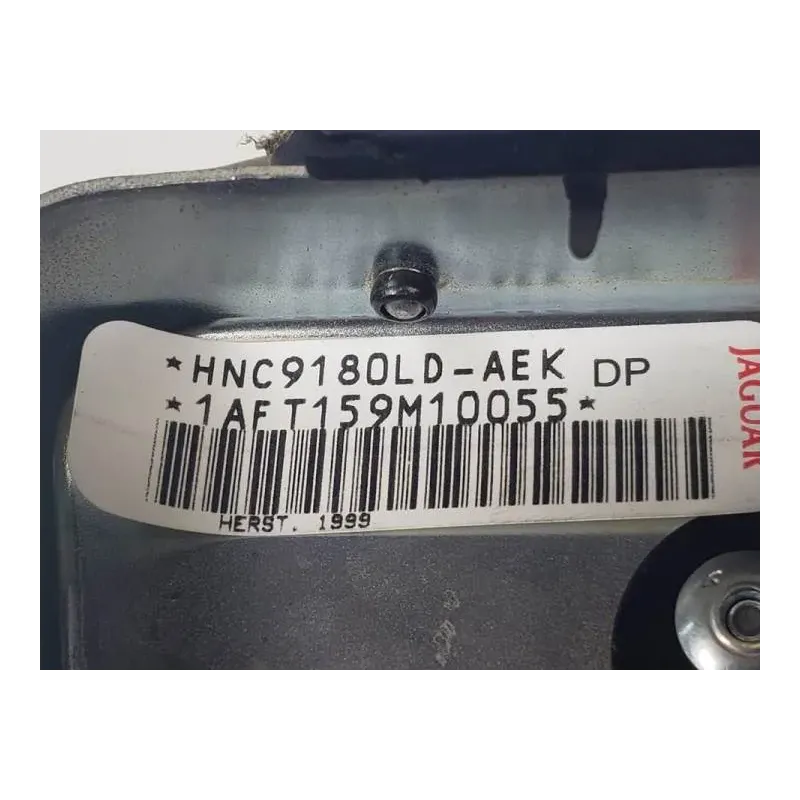 *HNC9180LD-AEK DP
*1AFT159M10055*
HERST. 1999
JAGUAR